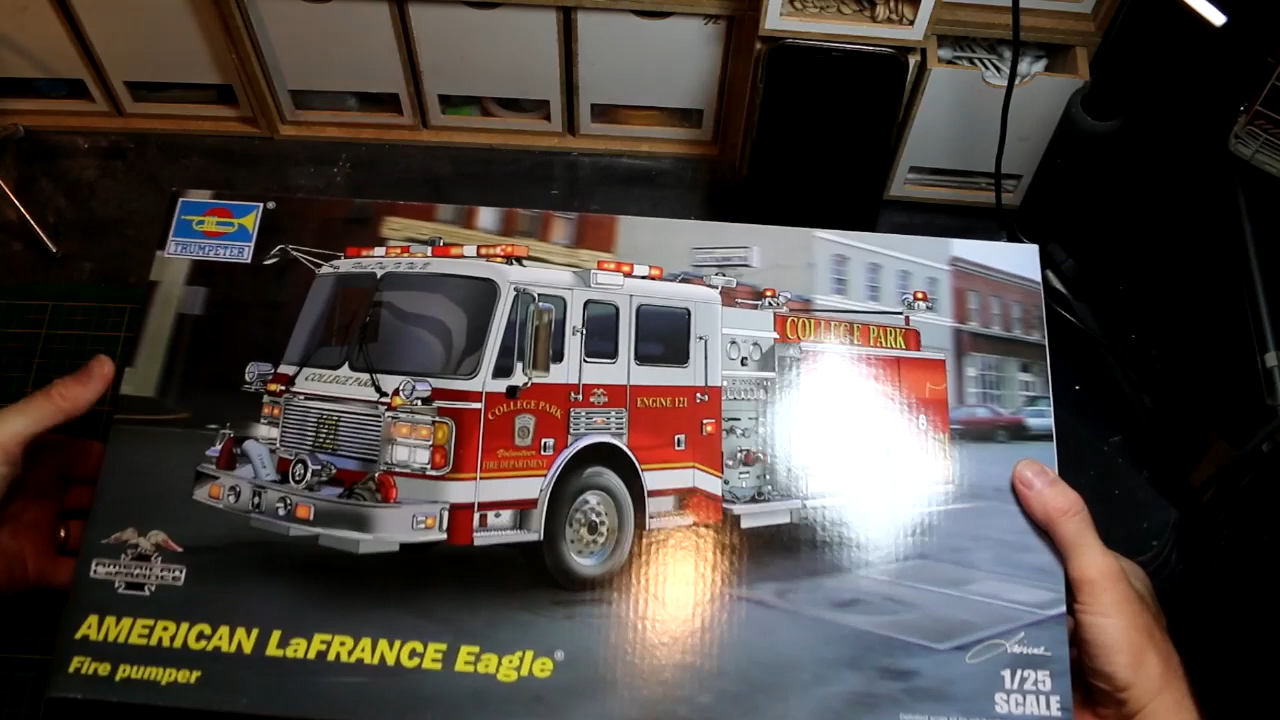 TRUMPETER
®
COLLEGE PARK
COLLEGE PARK
COLLEGE PARK
ENGINE 121
Volunteer
FIRE DEPARTMENT
AMERICAN LaFRANCE Eagle®
Fire pumper
1/25
SCALE